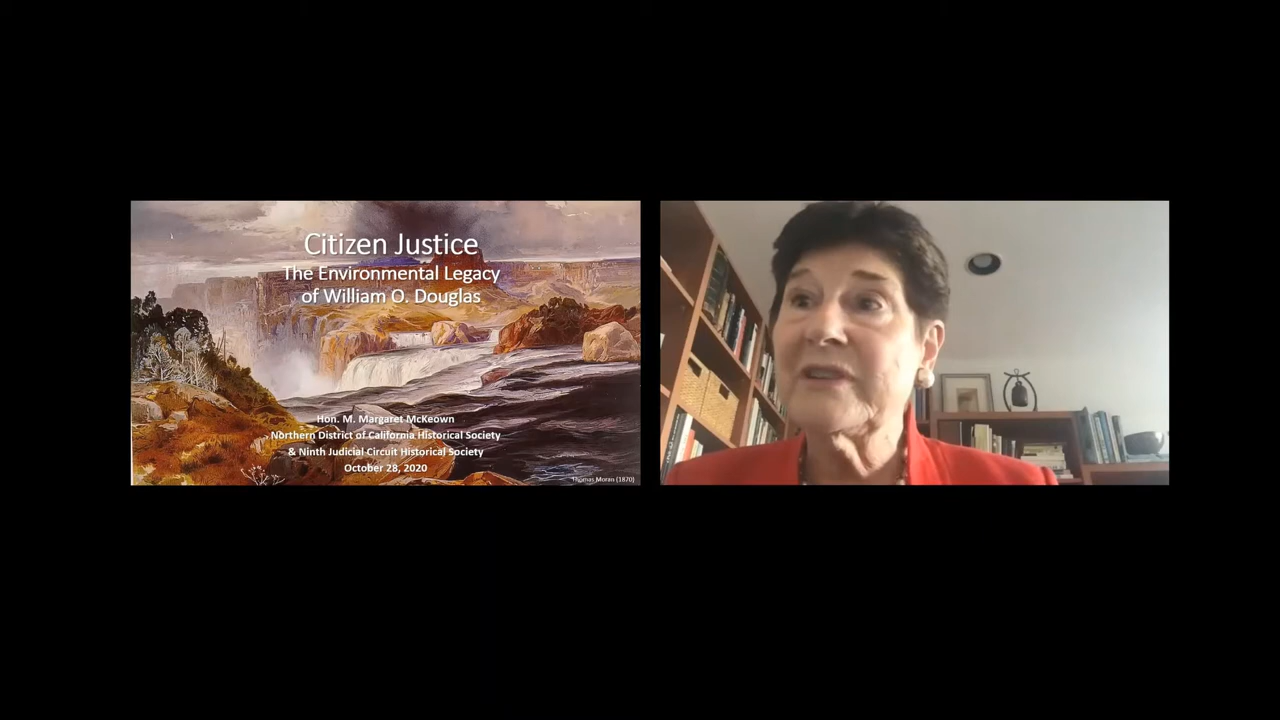 Citizen Justice
The Environmental Legacy
of William O. Douglas
Hon. M. Margaret McKeown
Northern District of California Historical Society
& Ninth Judicial Circuit Historical Society
October 28, 2020
Thomas Moran (1870)